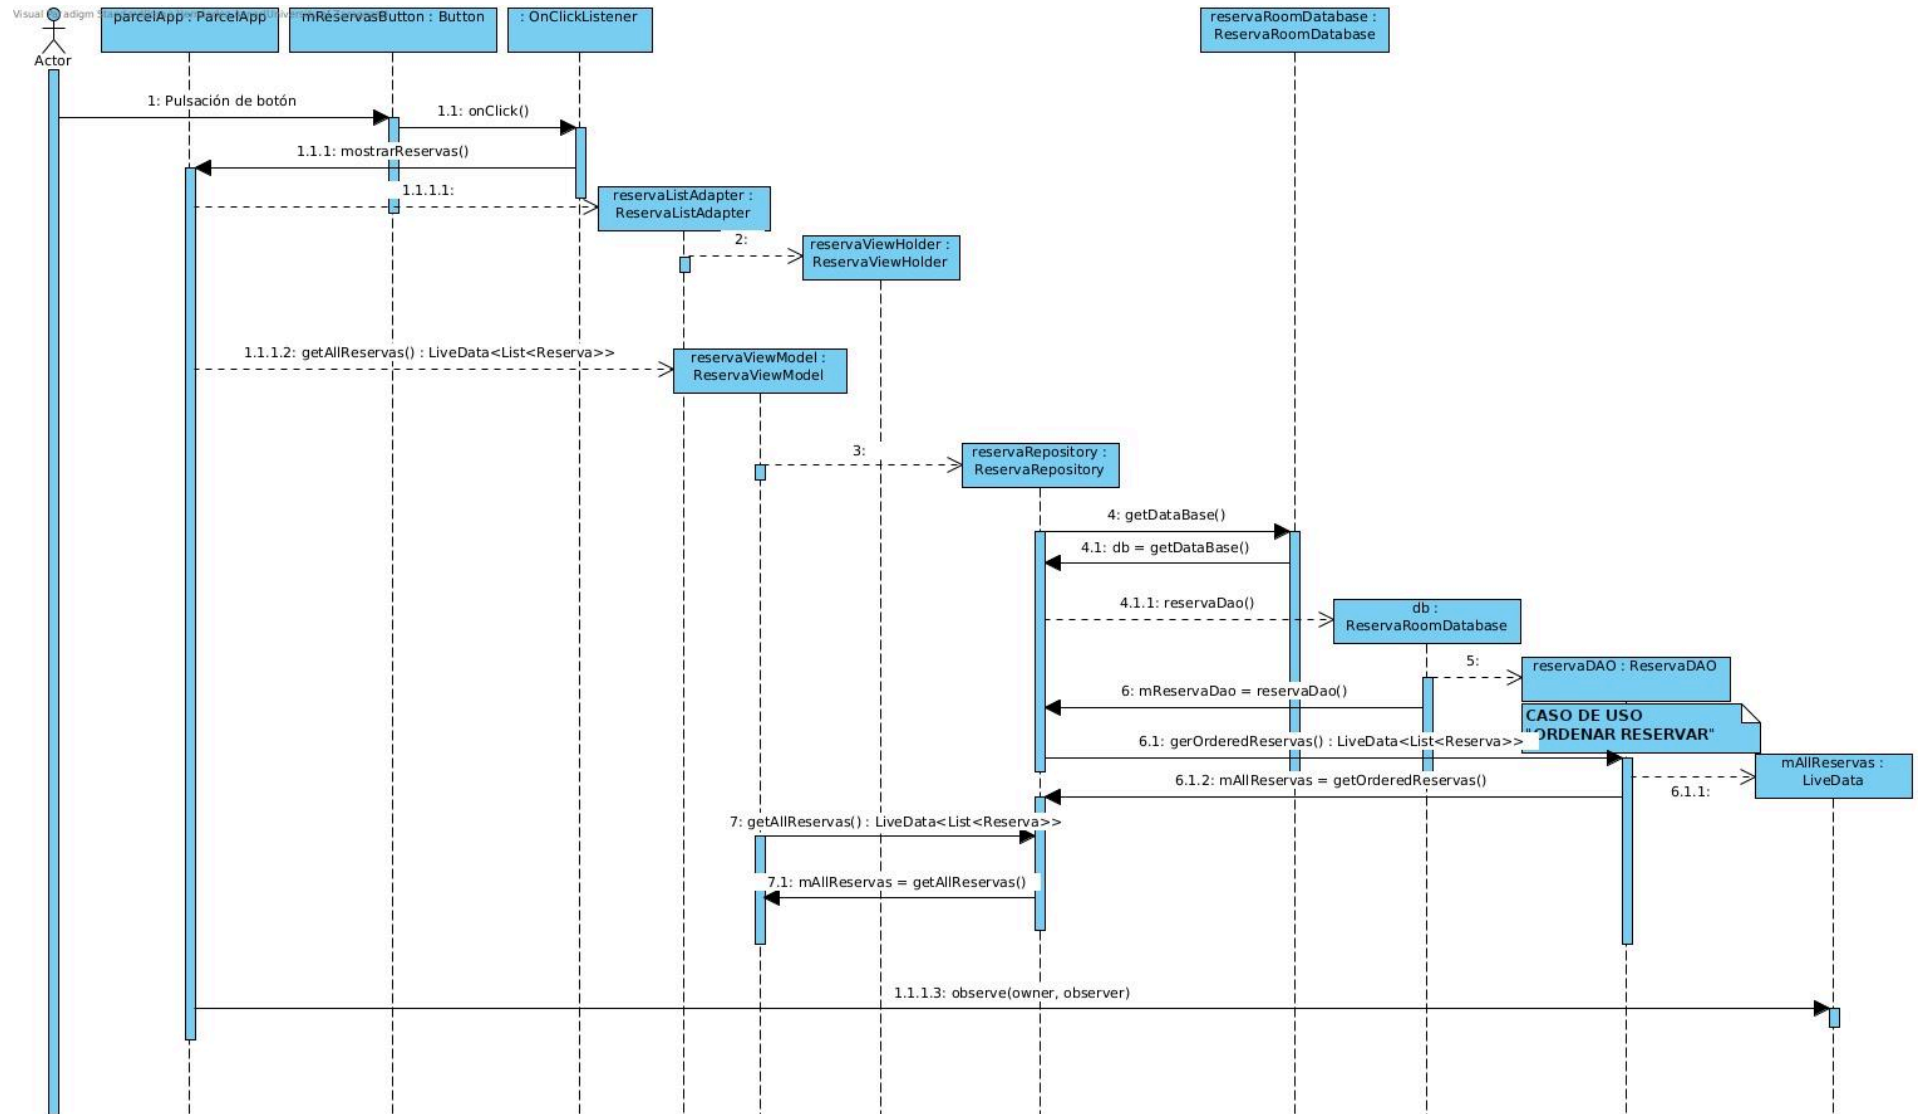 Visual Paradigm
parcelApp : ParcelApp
mReservasButton : Button
: OnClickListener
reservaRoomDatabase :
ReservaRoomDatabase
Actor
1: Pulsación de botón
1.1: onClick()
1.1.1: mostrarReservas()
1.1.1.1:
reservaListAdapter :
ReservaListAdapter
2:
reservaViewHolder :
ReservaViewHolder
1.1.1.2: getAllReservas() : LiveData<List<Reserva>>
reservaViewModel :
ReservaViewModel
3:
reservaRepository :
ReservaRepository
4: getDataBase()
4.1: db = getDataBase()
4.1.1: reservaDao()
db :
ReservaRoomDatabase
5:
reservaDAO : ReservaDAO
6: mReservaDao = reservaDao()
CASO DE USO
"ORDENAR RESERVAR"
6.1: gerOrderedReservas() : LiveData<List<Reserva>>
mAllReservas :
LiveData
6.1.1:
6.1.2: mAllReservas = getOrderedReservas()
7: getAllReservas() : LiveData<List<Reserva>>
7.1: mAllReservas = getAllReservas()
1.1.1.3: observe(owner, observer)